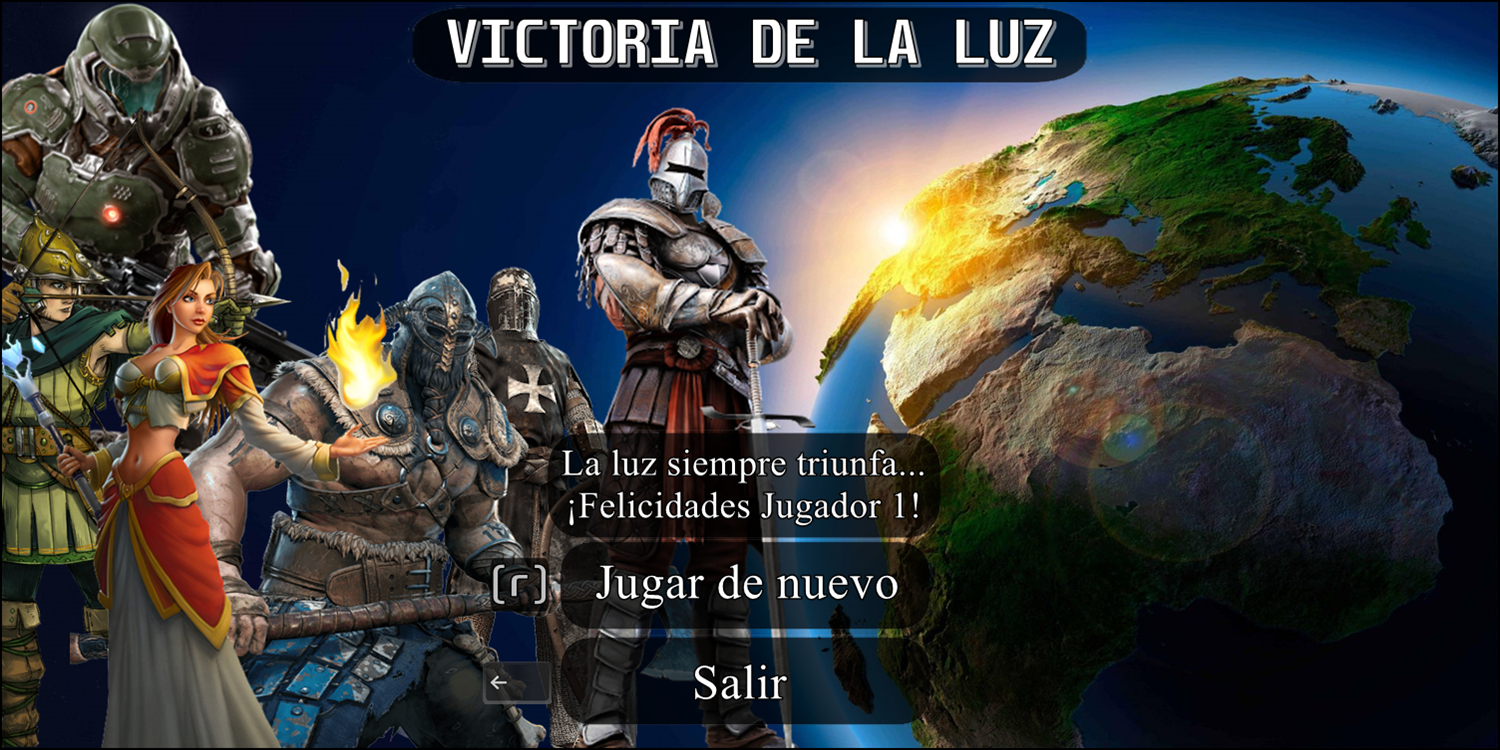 VICTORIA DE LA LUZ
La luz siempre triunfa...
¡Felicidades Jugador 1!
[r] Jugar de nuevo
← Salir